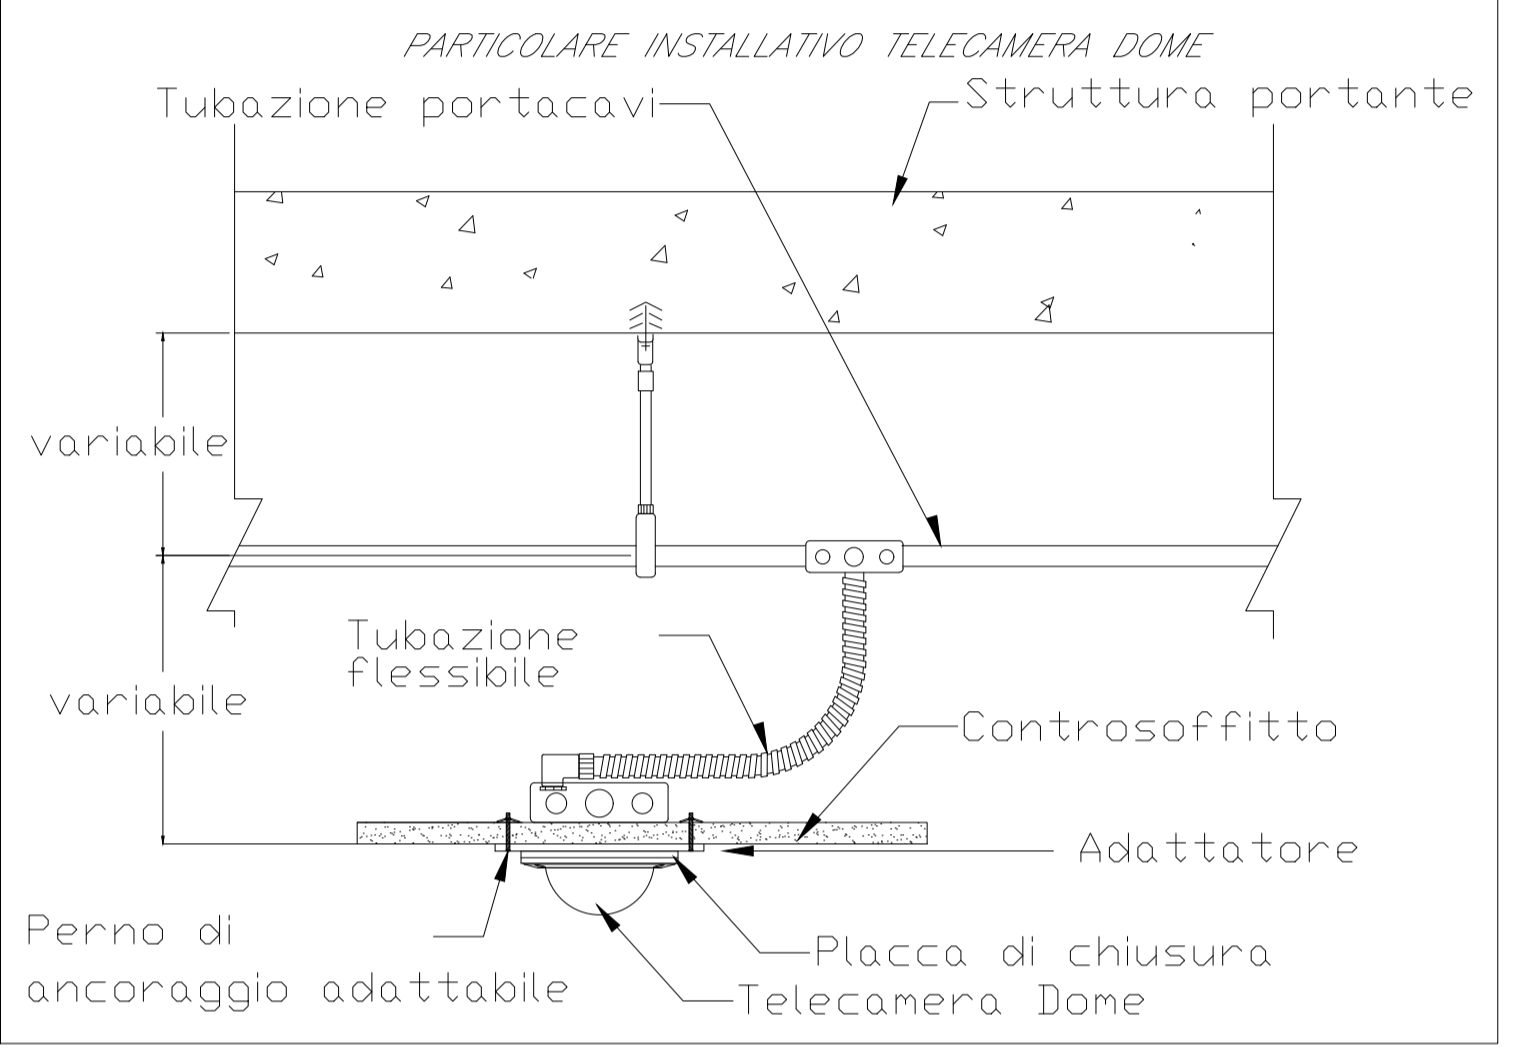 PARTICOLARE INSTALLATIVO TELECAMERA DOME
Tubazione portacavi
Struttura portante
variabile
Tubazione
flessibile
variabile
Controsoffitto
Adattatore
Perno di
ancoraggio adattabile
Placca di chiusura
Telecamera Dome